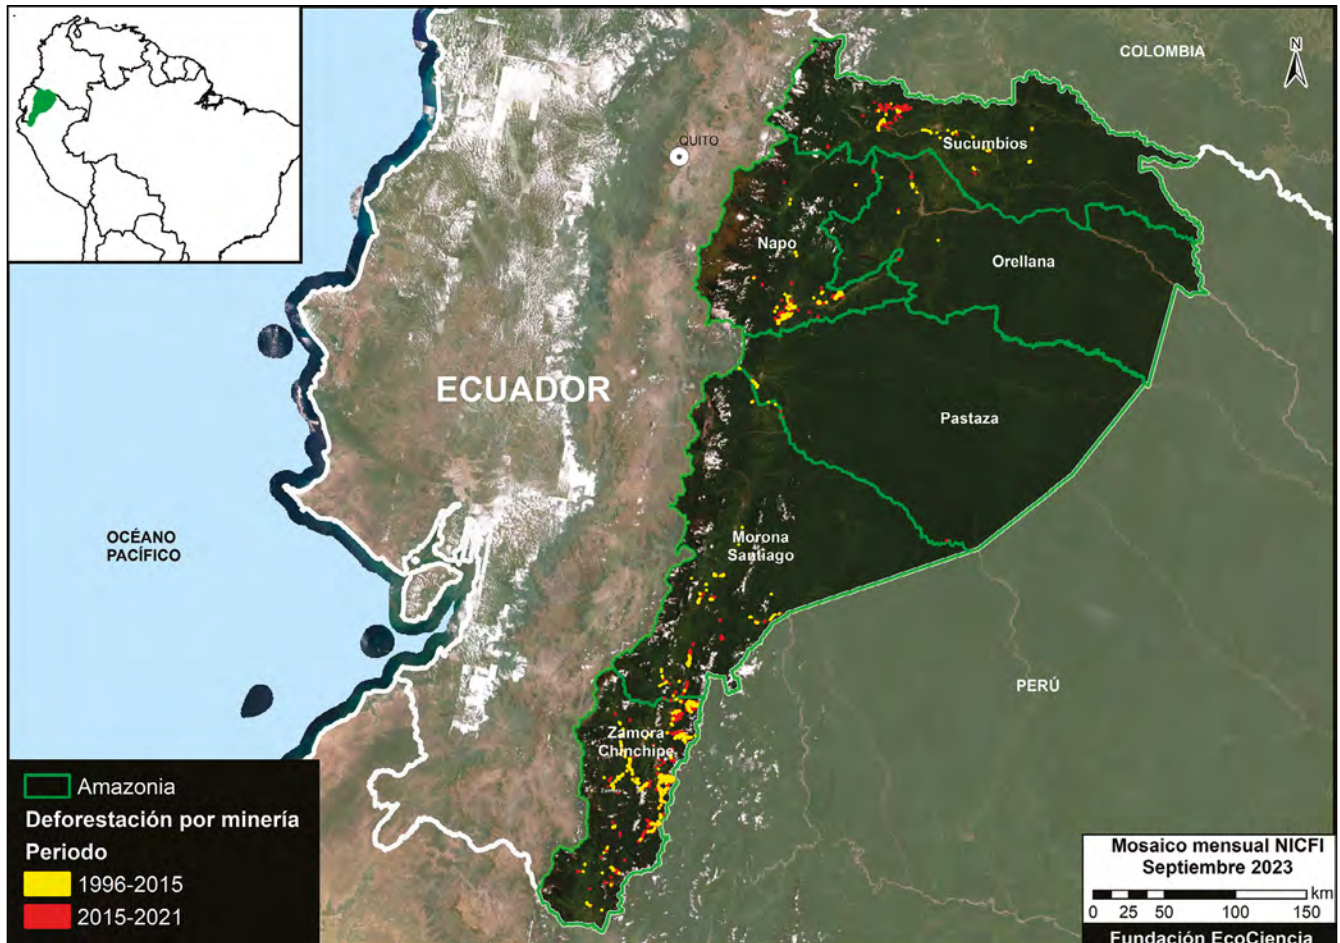 COLOMBIA
N
QUITO
Sucumbios
Napo
Orellana
ECUADOR
Pastaza
OCÉANO
PACÍFICO
Morona
Santiago
PERÚ
Zamora
Chinchipe
Amazonia
Deforestación por minería
Periodo
1996-2015
2015-2021
Mosaico mensual NICFI
Septiembre 2023
km
0 25 50 100 150
Fundación EcoCiencia